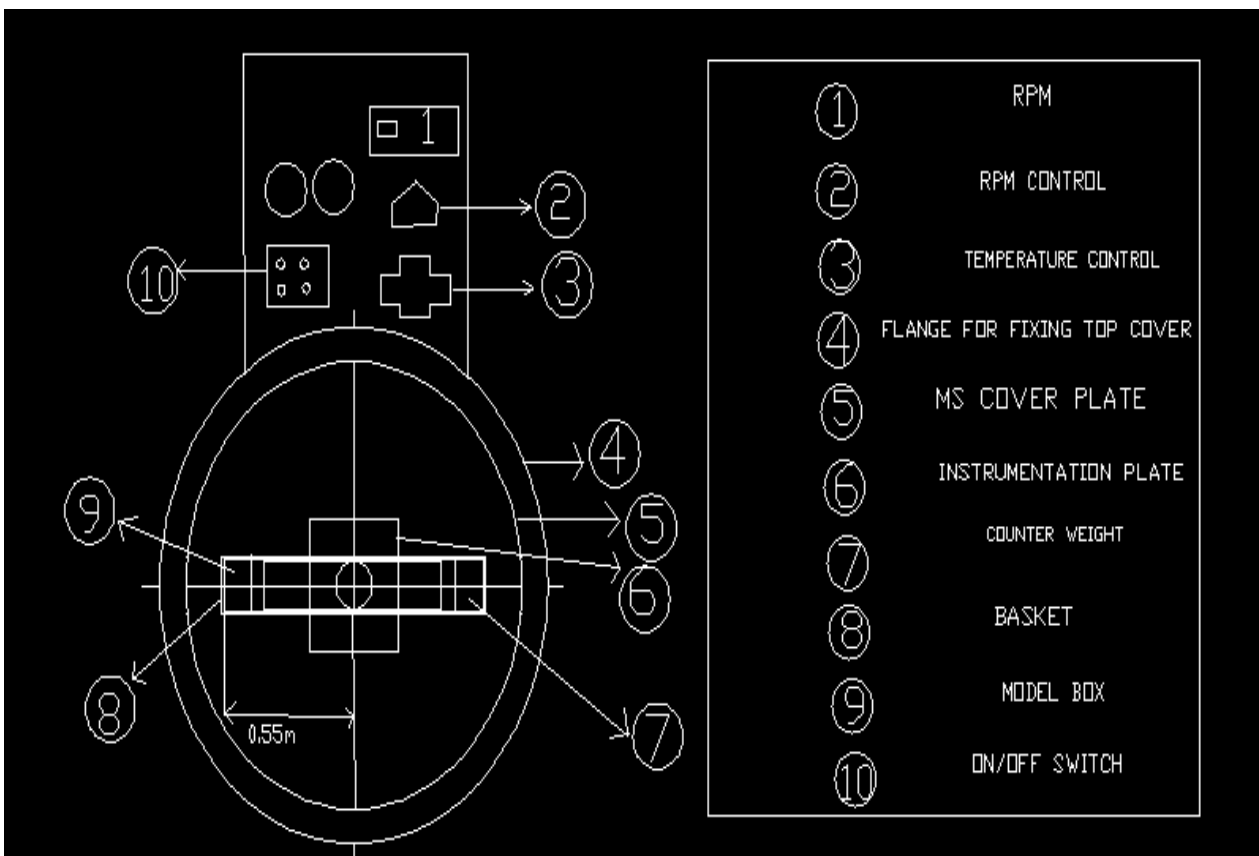 1
2
10
3
4
9
5
6
8
0.55m
7
1 RPM
2 RPM CONTROL
3 TEMPERATURE CONTROL
4 FLANGE FOR FIXING TOP COVER
5 MS COVER PLATE
6 INSTRUMENTATION PLATE
7 COUNTER WEIGHT
8 BASKET
9 MODEL BOX
10 ON/OFF SWITCH